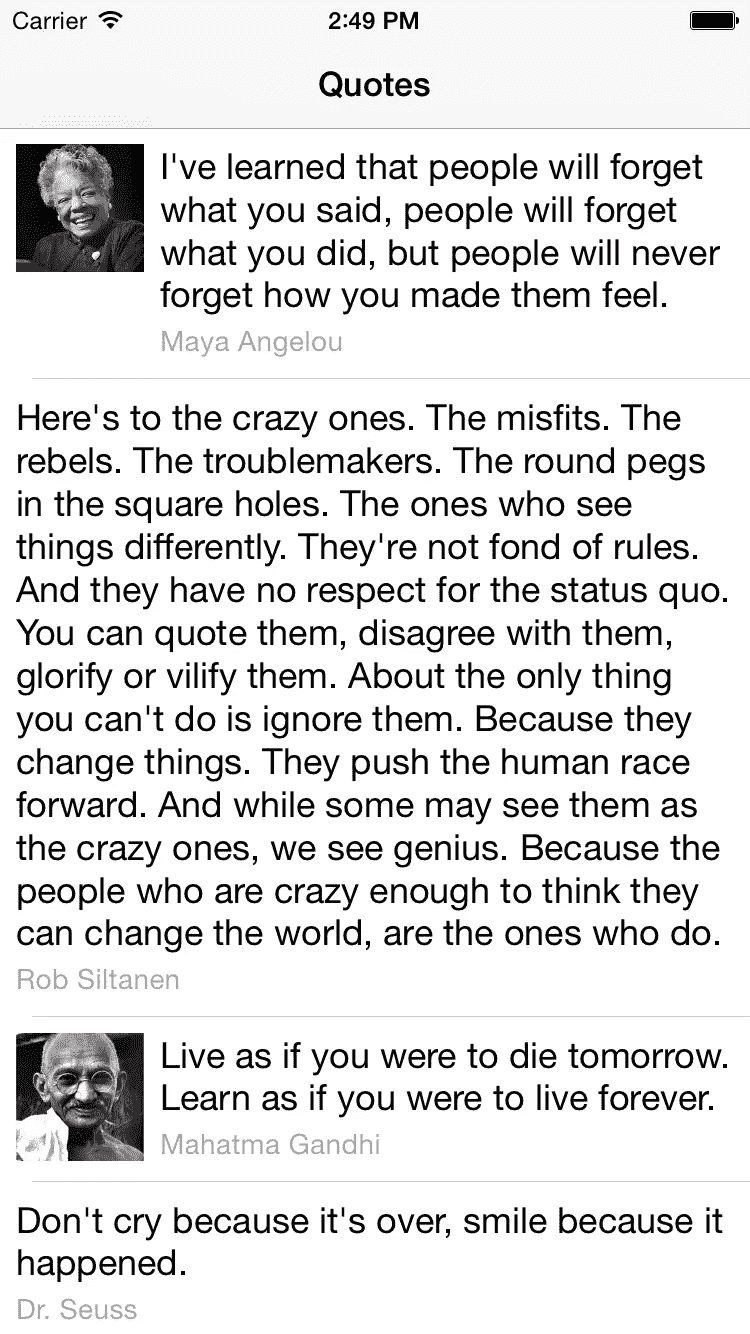 Carrier 2:49 PM
Quotes
I've learned that people will forget
what you said, people will forget
what you did, but people will never
forget how you made them feel.
Maya Angelou
Here's to the crazy ones. The misfits. The
rebels. The troublemakers. The round pegs
in the square holes. The ones who see
things differently. They're not fond of rules.
And they have no respect for the status quo.
You can quote them, disagree with them,
glorify or vilify them. About the only thing
you can't do is ignore them. Because they
change things. They push the human race
forward. And while some may see them as
the crazy ones, we see genius. Because the
people who are crazy enough to think they
can change the world, are the ones who do.
Rob Siltanen
Live as if you were to die tomorrow.
Learn as if you were to live forever.
Mahatma Gandhi
Don't cry because it's over, smile because it
happened.
Dr. Seuss